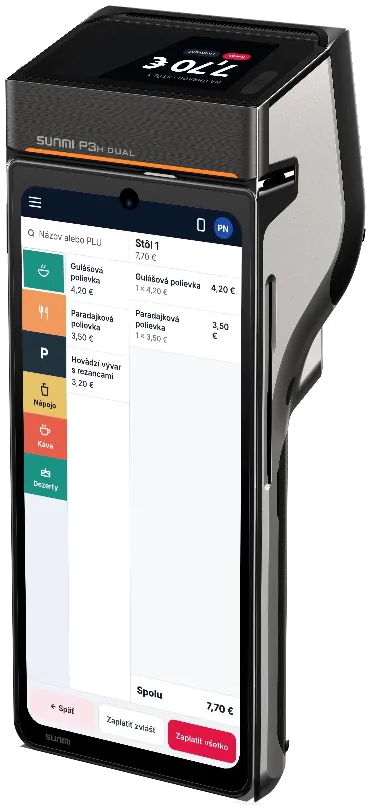 7,70 €
SUNMI P3H DUAL
PN
Názov alebo PLU
Stôl 1
7,70 €
Gulášová
polievka
4,20 €
Paradajková
polievka
3,50 €
Hovädzí vývar
s rezancami
3,20 €
P
Nápoje
Káva
Dezerty
Gulášová polievka
1 × 4,20 €
4,20 €
Paradajková
polievka
1 × 3,50 €
3,50
€
Spolu
7,70 €
← Späť
Zaplatiť zvlášť
Zaplatiť všetko
SUNMI